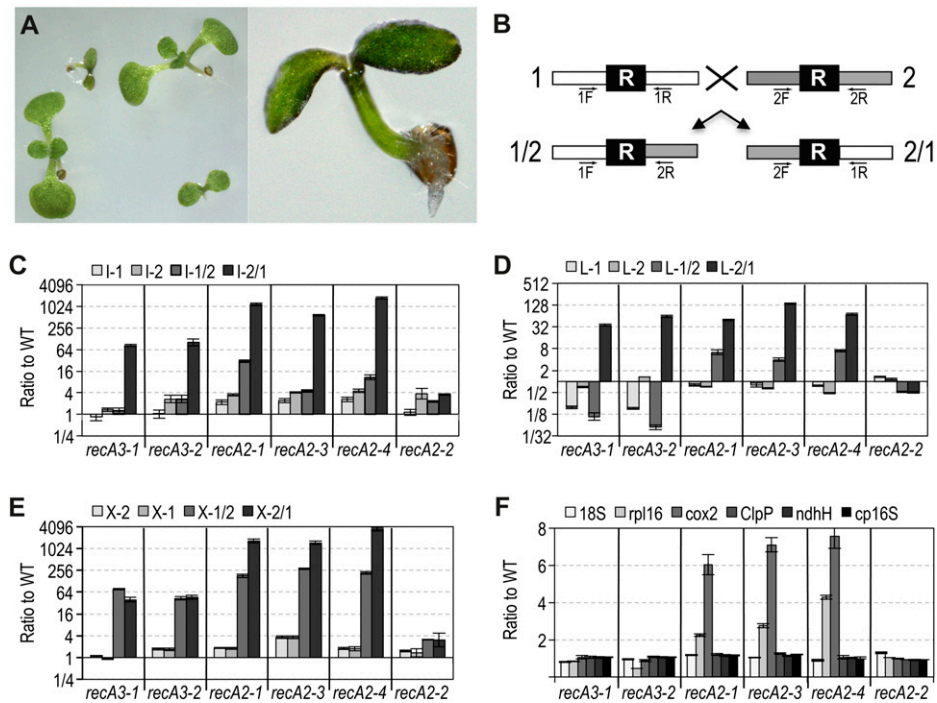 A
B
1 R 2 R
1F 1R 2F 2R
1/2 R R 2/1
1F 2R 2F 1R
C
I-1 I-2 I-1/2 I-2/1
Ratio to WT
4096
1024
256
64
16
4
1
1/4
recA3-1 recA3-2 recA2-1 recA2-3 recA2-4 recA2-2
D
L-1 L-2 L-1/2 L-2/1
Ratio to WT
512
128
32
8
2
1/2
1/8
1/32
recA3-1 recA3-2 recA2-1 recA2-3 recA2-4 recA2-2
E
X-2 X-1 X-1/2 X-2/1
Ratio to WT
4096
1024
256
64
16
4
1
1/4
recA3-1 recA3-2 recA2-1 recA2-3 recA2-4 recA2-2
F
18S rpl16 cox2 ClpP ndhH cp16S
Ratio to WT
8
6
4
2
recA3-1 recA3-2 recA2-1 recA2-3 recA2-4 recA2-2